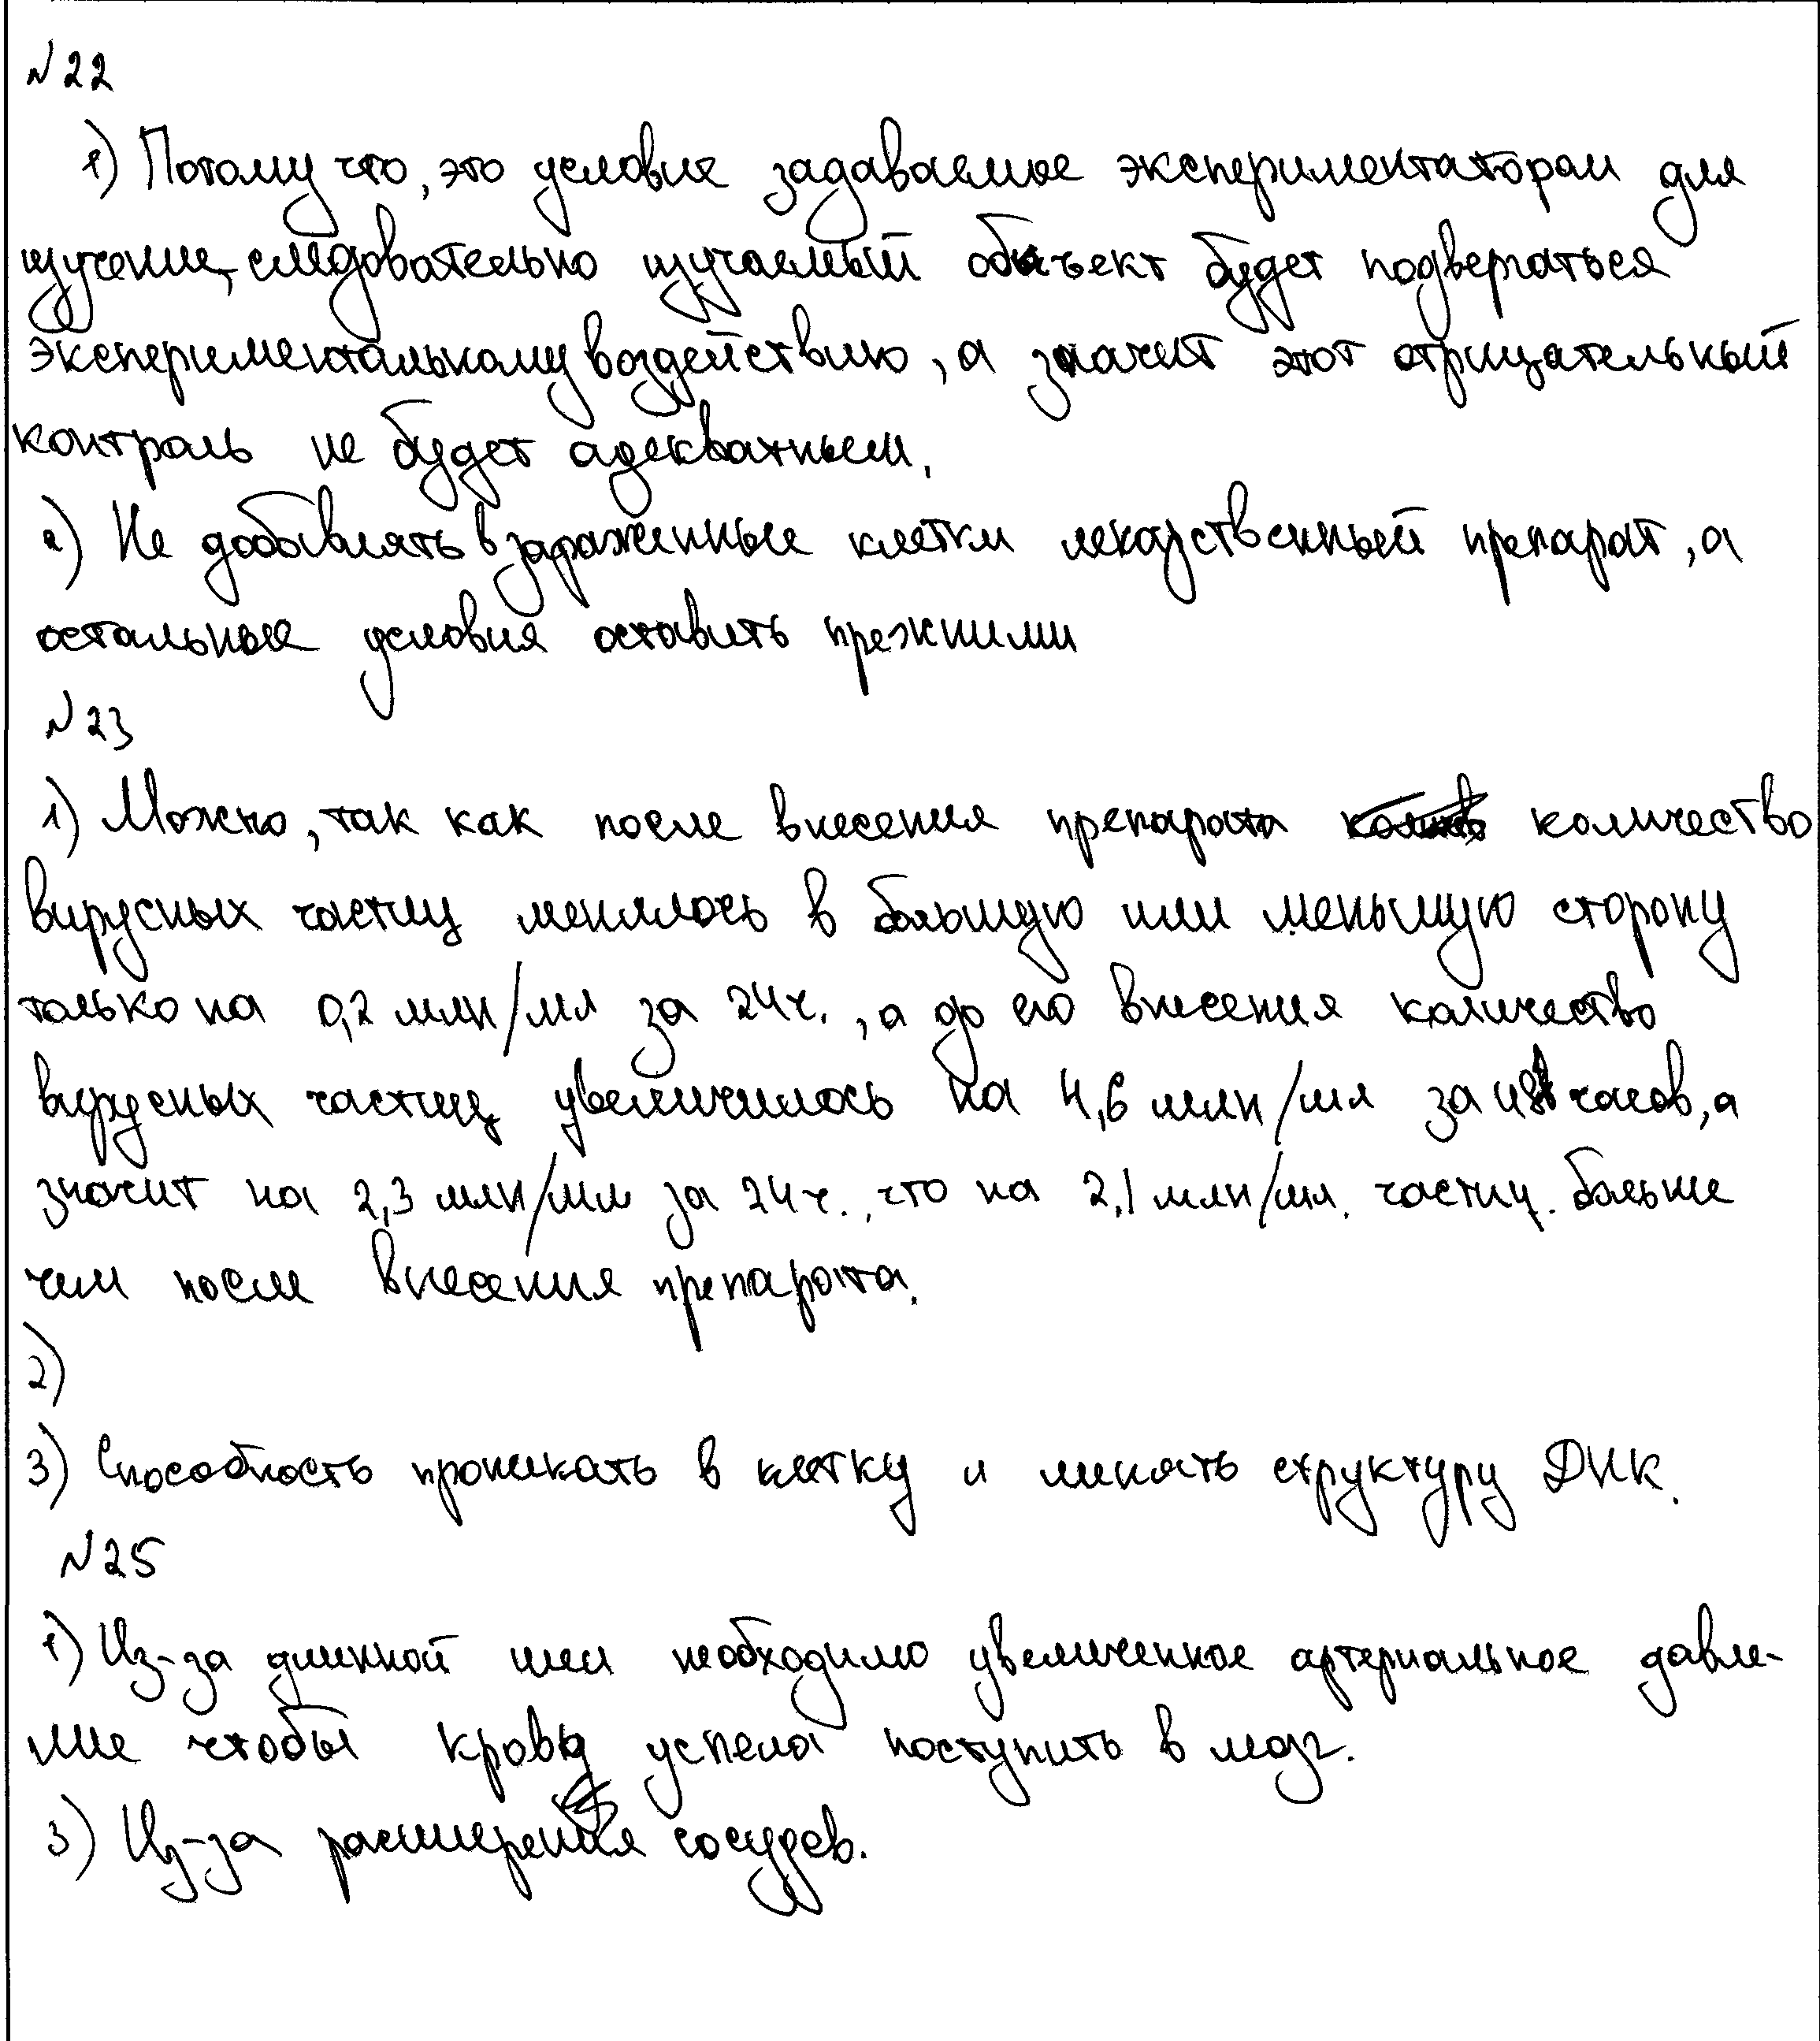 №22
1) Потому что, это условие задаваемое экспериментатором для
изучения, следовательно изучаемый объект будет подвергаться
экспериментальному воздействию, а значит этот отрицательный
контроль не будет адекватным.
2) Не добавлять в зараженные клетки лекарственный препарат, а
остальные условия оставить прежними
№23
1) Можно, так как после внесения препарата количество
вирусных частиц менялось в большую или меньшую сторону
только на 0,2 млн/мл за 24ч., а до его внесения количество
вирусных частиц увеличилось на 4,6 млн/мл за 48 часов, а
значит на 2,3 млн/мл за 24ч., что на 2,1 млн/мл. частиц. больше
чем после внесения препарата.
2)
3) Способность проникать в клетку и менять структуру ДНК.
№25
1) Из-за длинной шеи необходимо увеличенное артериальное давле-
ние чтобы кровь успела поступить в мозг.
3) Из-за расширения сосудов.